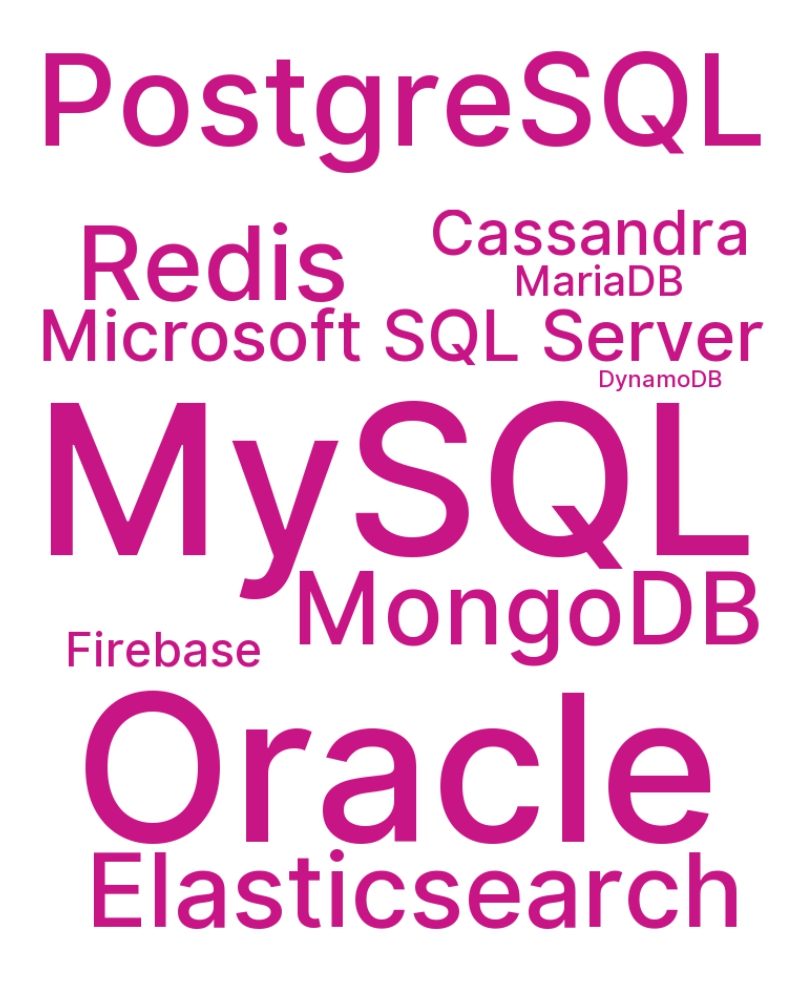 PostgreSQL
Redis
Cassandra
MariaDB
Microsoft SQL Server
DynamoDB
MySQL
MongoDB
Firebase
Oracle
Elasticsearch